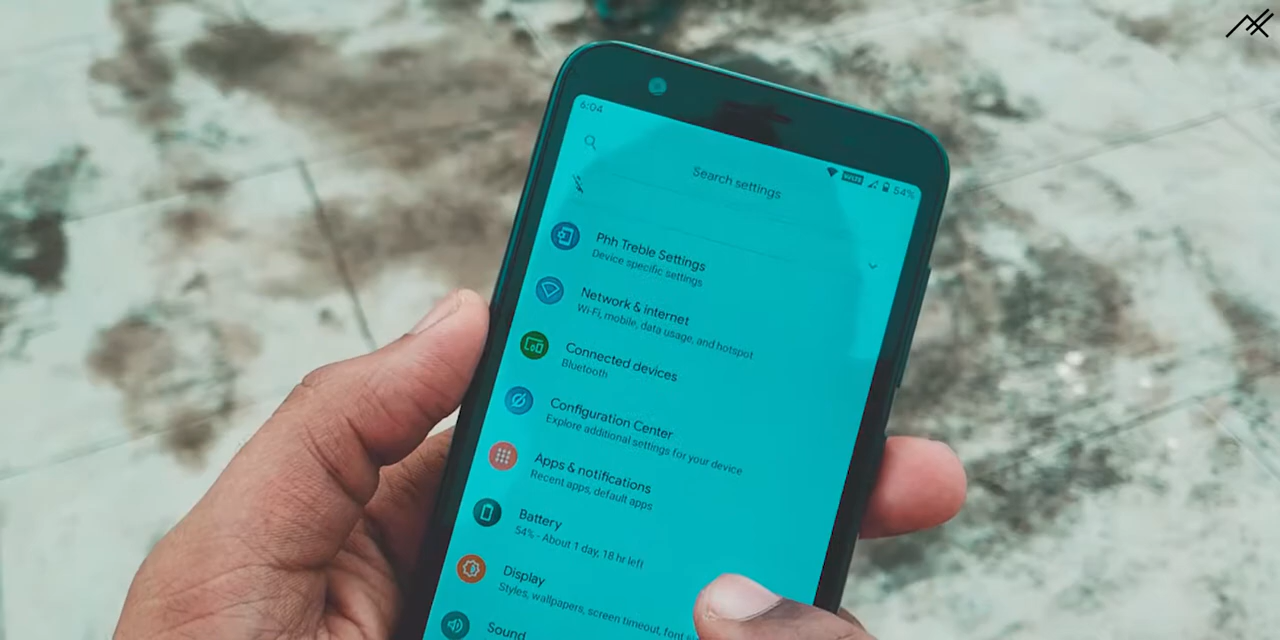 6:04
VoLTE
54%
Search settings
Phh Treble Settings
Device specific settings
Network & internet
Wi-Fi, mobile, data usage, and hotspot
Connected devices
Bluetooth
Configuration Center
Explore additional settings for your device
Apps & notifications
Recent apps, default apps
Battery
54% - About 1 day, 18 hr left
Display
Styles, wallpapers, screen timeout, font
Sound